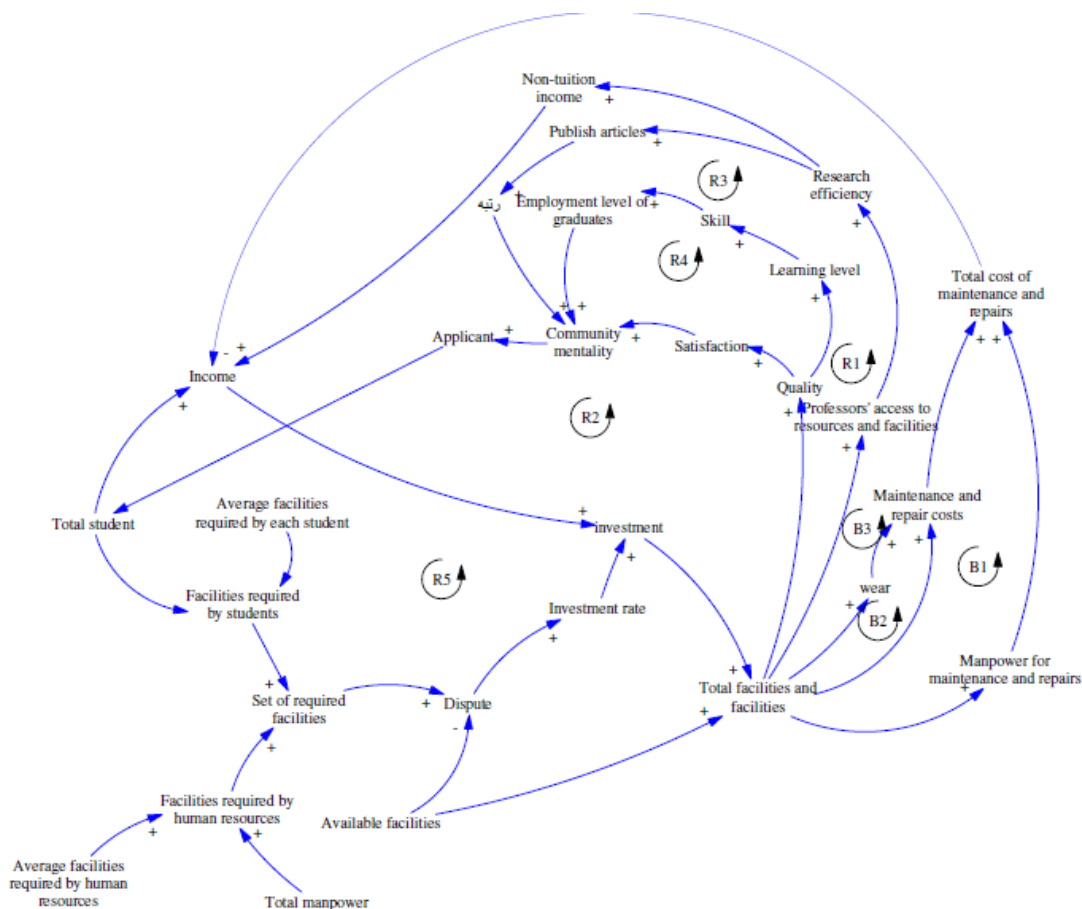 Non-tuition
income
Publish articles
Research
efficiency
R3
رتبه
Employment level of
graduates
Skill
R4
Learning level
Total cost of
maintenance and
repairs
Applicant
Community
mentality
Satisfaction
R1
Income
Quality
R2
Professors' access to
resources and facilities
Average facilities
required by each student
Total student
investment
Maintenance and
repair costs
B3
B1
R5
Facilities required
by students
Investment rate
wear
B2
Set of required
facilities
Dispute
Total facilities and
facilities
Manpower for
maintenance and repairs
Facilities required by
human resources
Available facilities
Average facilities
required by human
resources
Total manpower